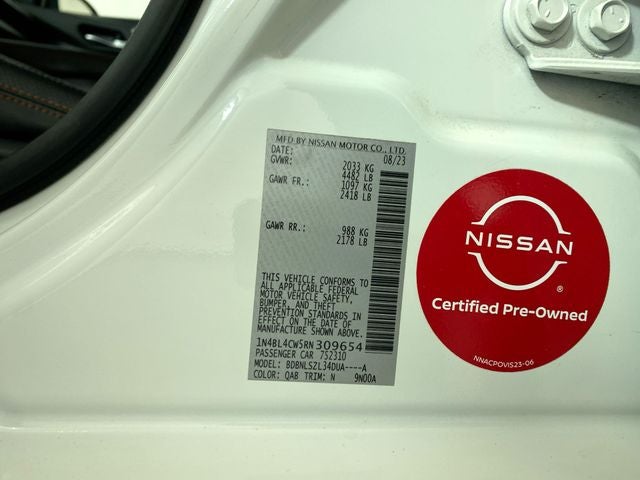 MFD BY NISSAN MOTOR CO., LTD.
DATE: 08/23
GVWR: 2033 KG
4482 LB
GAWR FR.: 1097 KG
2418 LB
GAWR RR.: 988 KG
2178 LB
THIS VEHICLE CONFORMS TO
ALL APPLICABLE FEDERAL
MOTOR VEHICLE SAFETY,
BUMPER, AND THEFT
PREVENTION STANDARDS IN
EFFECT ON THE DATE OF
MANUFACTURE SHOWN ABOVE.
1N4BL4CW5RN309654
PASSENGER CAR 752310
MODEL: BDBNLSZL34DUA----A
COLOR: QAB TRIM: N 9N00A
NISSAN
®
Certified Pre-Owned
NNACPOVIS23-06